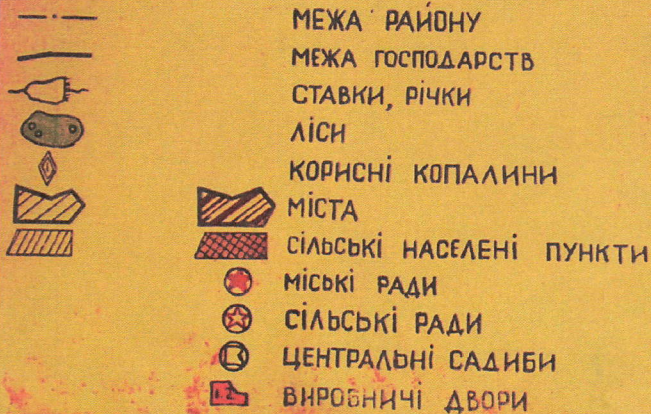 МЕЖА РАЙОНУ
МЕЖА ГОСПОДАРСТВ
СТАВКИ, РІЧКИ
ЛІСИ
КОРИСНІ КОПАЛИНИ
МІСТА
СІЛЬСЬКІ НАСЕЛЕНІ ПУНКТИ
МІСЬКІ РАДИ
СІЛЬСЬКІ РАДИ
ЦЕНТРАЛЬНІ САДИБИ
ВИРОБНИЧІ ДВОРИ